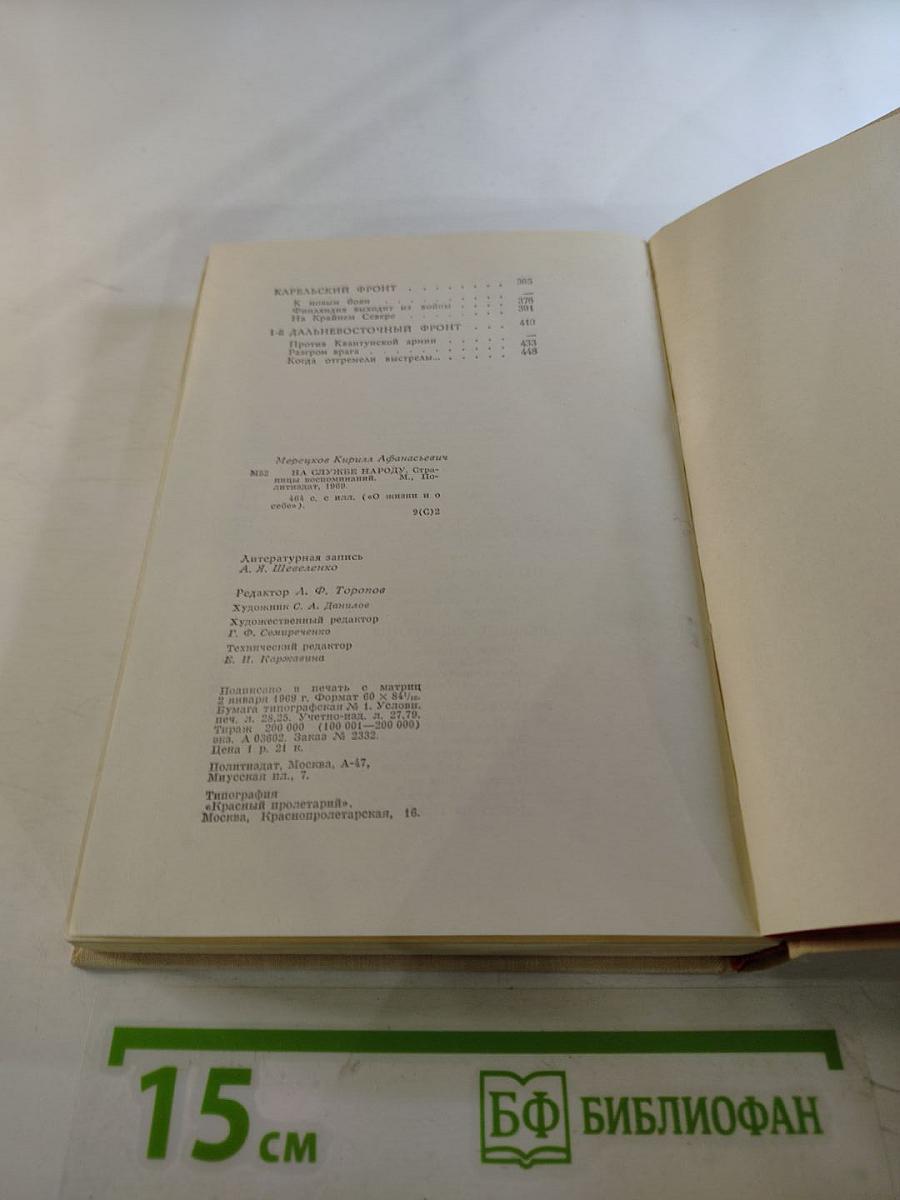 КАРЕЛЬСКИЙ ФРОНТ . . . . . . . . 365
К новым боям . . . . . . . . . —
Финляндия выходит из войны . . . . 376
На Крайнем Севере . . . . . . . . 391
1-й ДАЛЬНЕВОСТОЧНЫЙ ФРОНТ . . . 410
Против Квантунской армии . . . . . —
Разгром врага . . . . . . . . . . 433
Когда отгремели выстрелы... . . . . . 448
Мерецков Кирилл Афанасьевич
М52 НА СЛУЖБЕ НАРОДУ. Стра-
ницы воспоминаний. М., По-
литиздат, 1969.
464 с. с илл. («О жизни и о
себе»).
9(С)2
Литературная запись
А. Я. Шевеленко
Редактор А. Ф. Торопов
Художник С. А. Данилов
Художественный редактор
Г. Ф. Семиреченко
Технический редактор
Е. И. Каржавина
Подписано в печать с матриц
2 января 1969 г. Формат 60 × 84 1/16.
Бумага типографская № 1. Услови.
печ. л. 28,25. Учетно-изд. л. 27,79.
Тираж 200 000 (100 001—200 000)
экз. А 03602. Заказ № 2332.
Цена 1 р. 21 к.
Политиздат, Москва, А-47,
Миусская пл., 7.
Типография
«Красный пролетарий».
Москва, Краснопролетарская, 16.
15 см
БФ БИБЛИОФАН